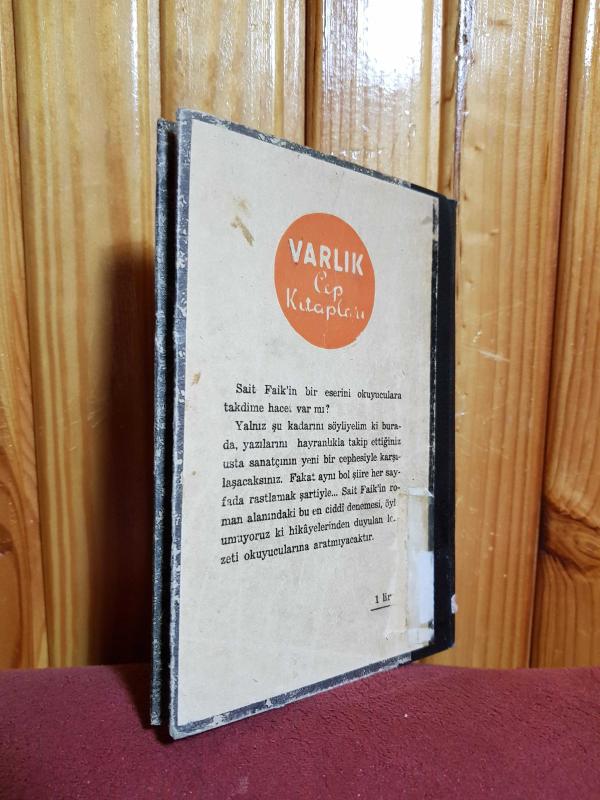 VARLIK
Cep
Kitapları
Sait Faik'in bir eserini okuyuculara
takdime hacet var mı?
Yalnız şu kadarını söyliyelim ki bura-
da, yazılarını hayranlıkla takip ettiğiniz
usta sanatçının yeni bir cephesiyle karşı-
laşacaksınız. Fakat aynı bol şiire her say-
fada rastlamak şartiyle... Sait Faik'in ro-
man alanındaki bu en ciddî denemesi, öyl
umuyoruz ki hikâyelerinden duyulan le
zeti okuyucularına aratmıyacaktır.
1 lir